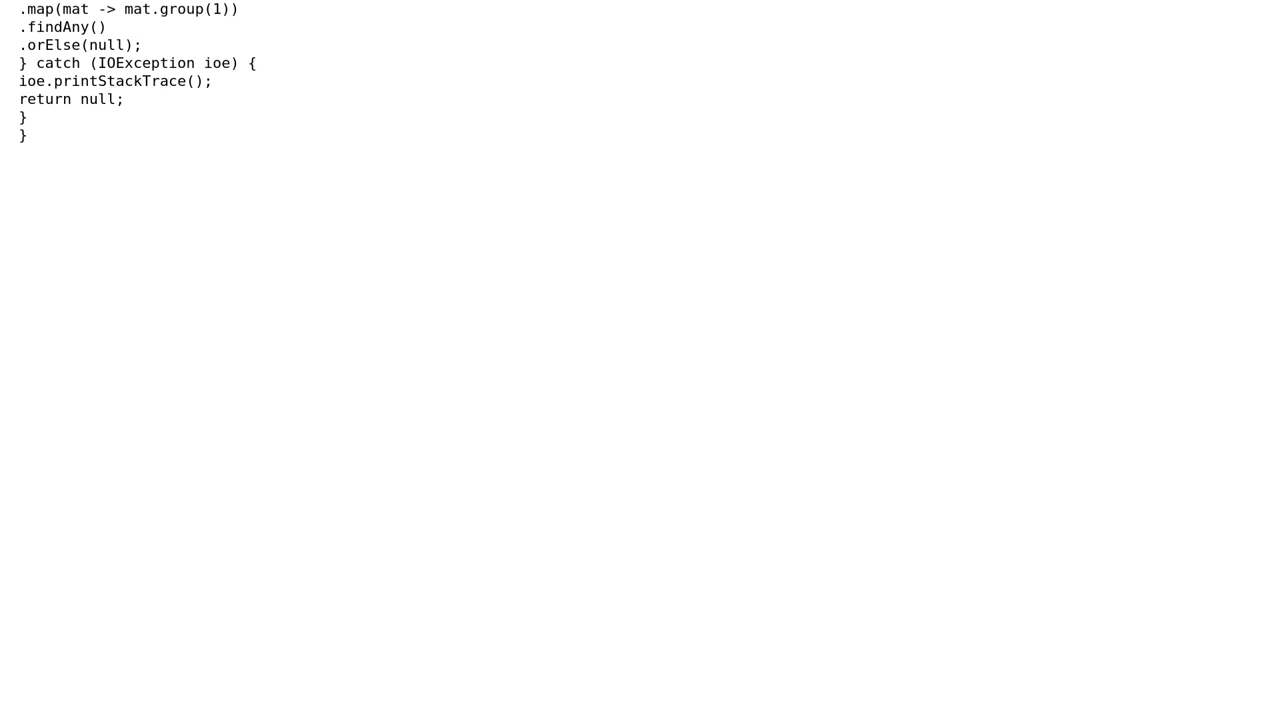 .map(mat -> mat.group(1))
.findAny()
.orElse(null);
} catch (IOException ioe) {
ioe.printStackTrace();
return null;
}
}